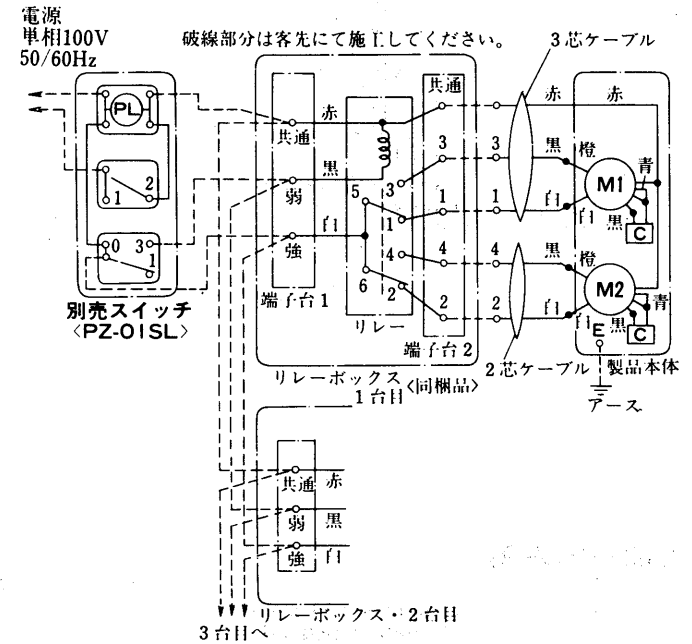 電源
単相100V
50/60Hz
破線部分は客先にて施工してください。
3芯ケーブル
PL
1
2
0
3
1
別売スイッチ
〈PZ-01SL〉
共通
弱
強
端子台1
赤
黒
白
5
6
3
1
4
2
リレー
共通
3
1
4
2
端子台2
3
1
4
2
リレーボックス〈同梱品〉
1台目
2芯ケーブル
赤
赤
黒
橙
青
M1
白
白
黒
C
黒
橙
M2
青
白
白
黒
C
E
製品本体
アース
共通
弱
強
赤
黒
白
リレーボックス・2台目
3台目へ